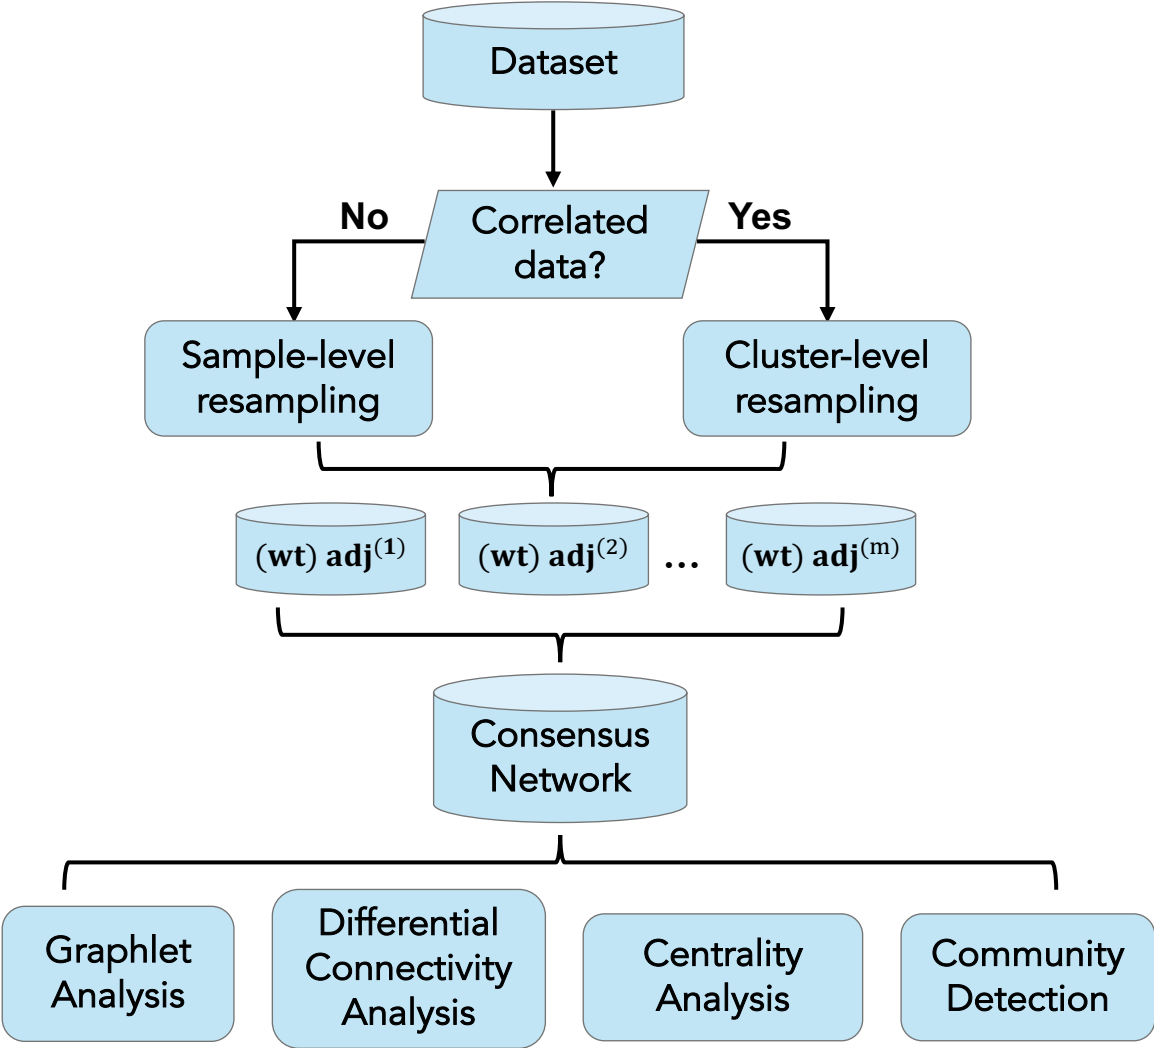 Dataset
No
Correlated
data?
Yes
Sample-level
resampling
Cluster-level
resampling
(wt) adj⁽¹⁾
(wt) adj⁽²⁾
...
(wt) adj⁽ᵐ⁾
Consensus
Network
Graphlet
Analysis
Differential
Connectivity
Analysis
Centrality
Analysis
Community
Detection